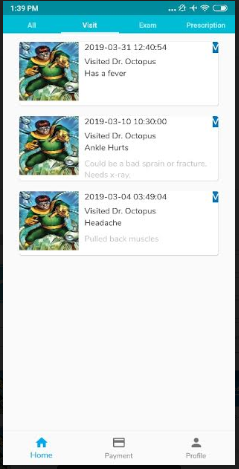 1:39 PM
All Visit Exam Prescription
2019-03-31 12:40:54 V
Visited Dr. Octopus
Has a fever
2019-03-10 10:30:00 V
Visited Dr. Octopus
Ankle Hurts
Could be a bad sprain or fracture.
Needs x-ray.
2019-03-04 03:49:04 V
Visited Dr. Octopus
Headache
Pulled back muscles
Home Payment Profile